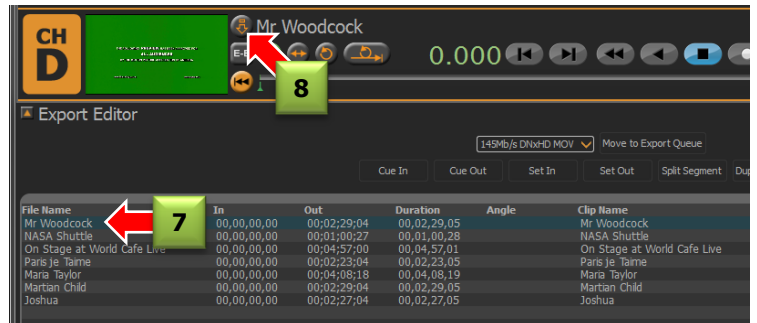 CH
D
Mr Woodcock
E-E
0.000
8
Export Editor
145Mb/s DNxHD MOV
Move to Export Queue
Cue In Cue Out Set In Set Out Split Segment Dup
File Name In Out Duration Angle Clip Name
Mr Woodcock 00,00,00,00 00;02;29;04 00,02,29,05 Mr Woodcock
NASA Shuttle 00,00,00,00 00;01;00;27 00,01,00,28 NASA Shuttle
On Stage at World Cafe Live 00,00,00,00 00;04;57;00 00,04,57,01 On Stage at World Cafe Live
Paris je Taime 00,00,00,00 00;02;23;04 00,02,23,05 Paris je Taime
Maria Taylor 00,00,00,00 00;04;08;18 00,04,08,19 Maria Taylor
Martian Child 00,00,00,00 00;02;29;04 00,02,29,05 Martian Child
Joshua 00,00,00,00 00;02;27;04 00,02,27,05 Joshua
7